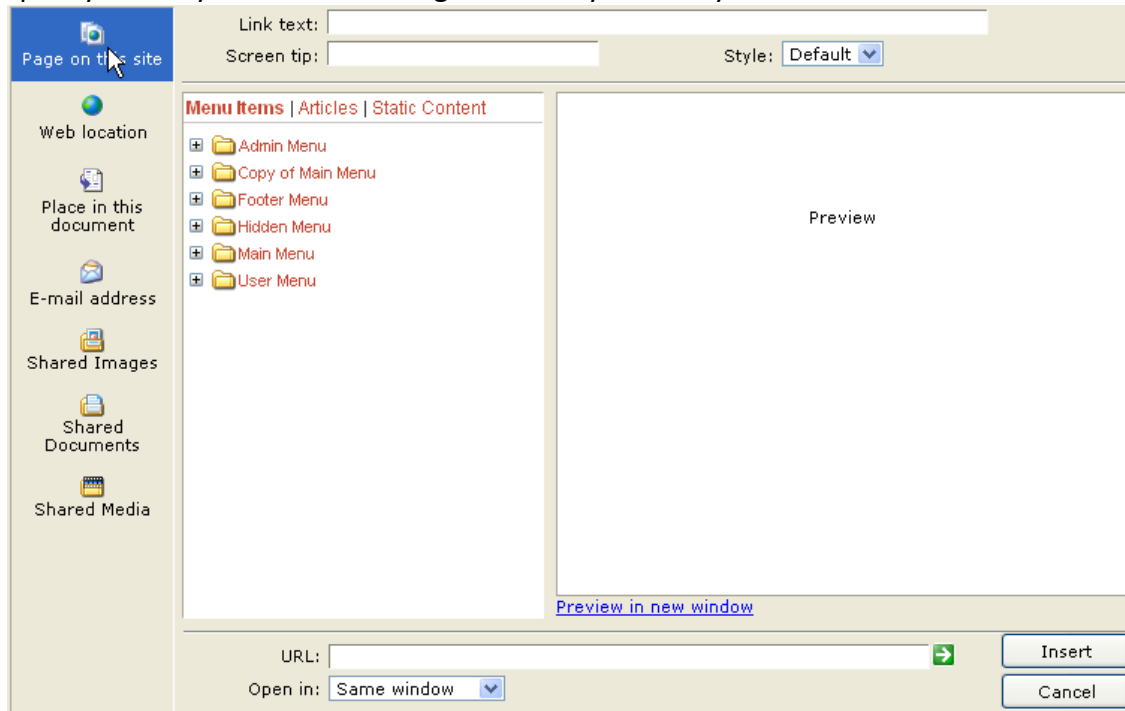 Page on this site
Web location
Place in this
document
E-mail address
Shared Images
Shared
Documents
Shared Media
Link text:
Screen tip:
Style: Default
Menu Items | Articles | Static Content
Admin Menu
Copy of Main Menu
Footer Menu
Hidden Menu
Main Menu
User Menu
Preview
Preview in new window
URL:
Open in: Same window
Insert
Cancel